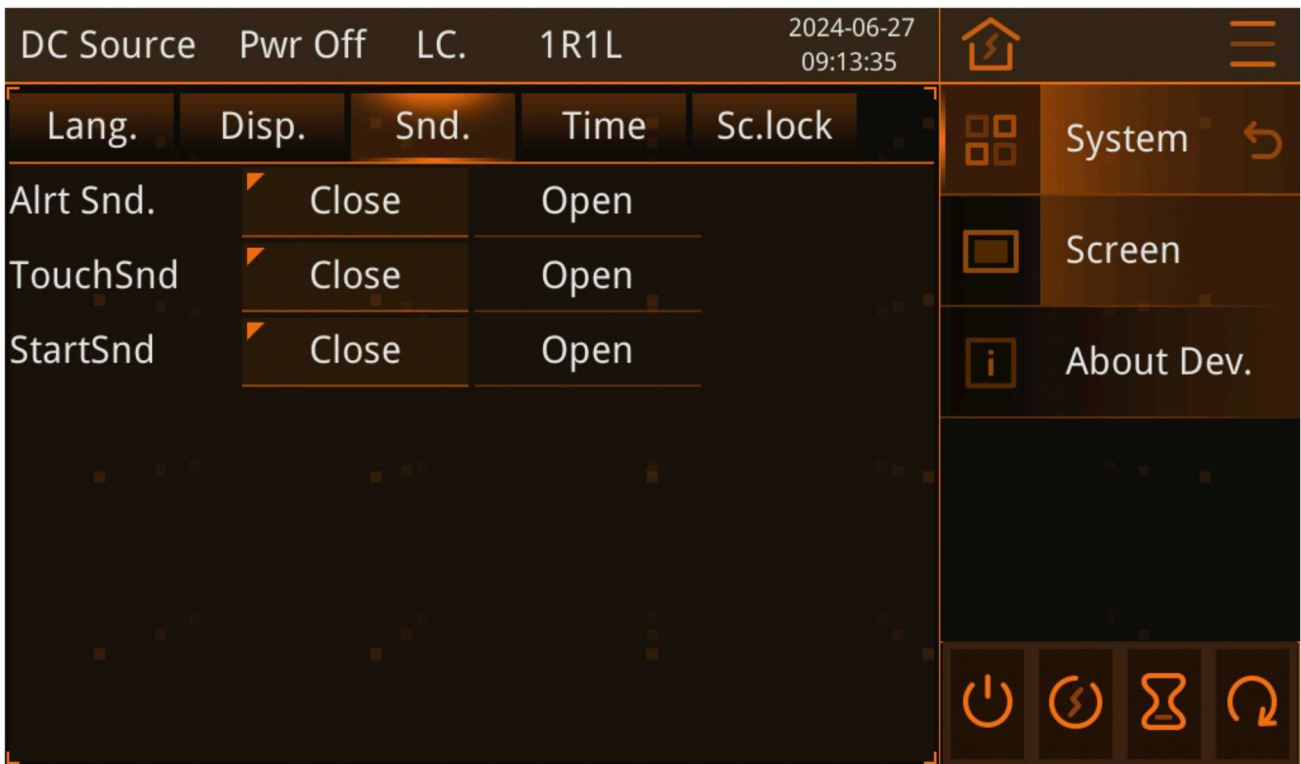 DC Source Pwr Off LC. 1R1L 2024-06-27
09:13:35
Lang. Disp. Snd. Time Sc.lock
Alrt Snd. Close Open
TouchSnd Close Open
StartSnd Close Open
System
Screen
About Dev.